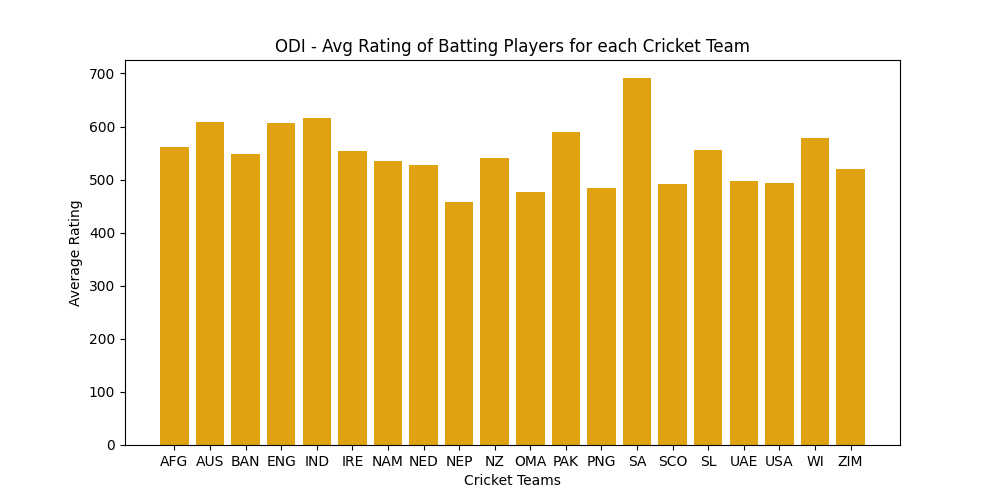 ODI - Avg Rating of Batting Players for each Cricket Team
700
600
500
400
300
200
100
0
Average Rating
AFG AUS BAN ENG IND IRE NAM NED NEP NZ OMA PAK PNG SA SCO SL UAE USA WI ZIM
Cricket Teams